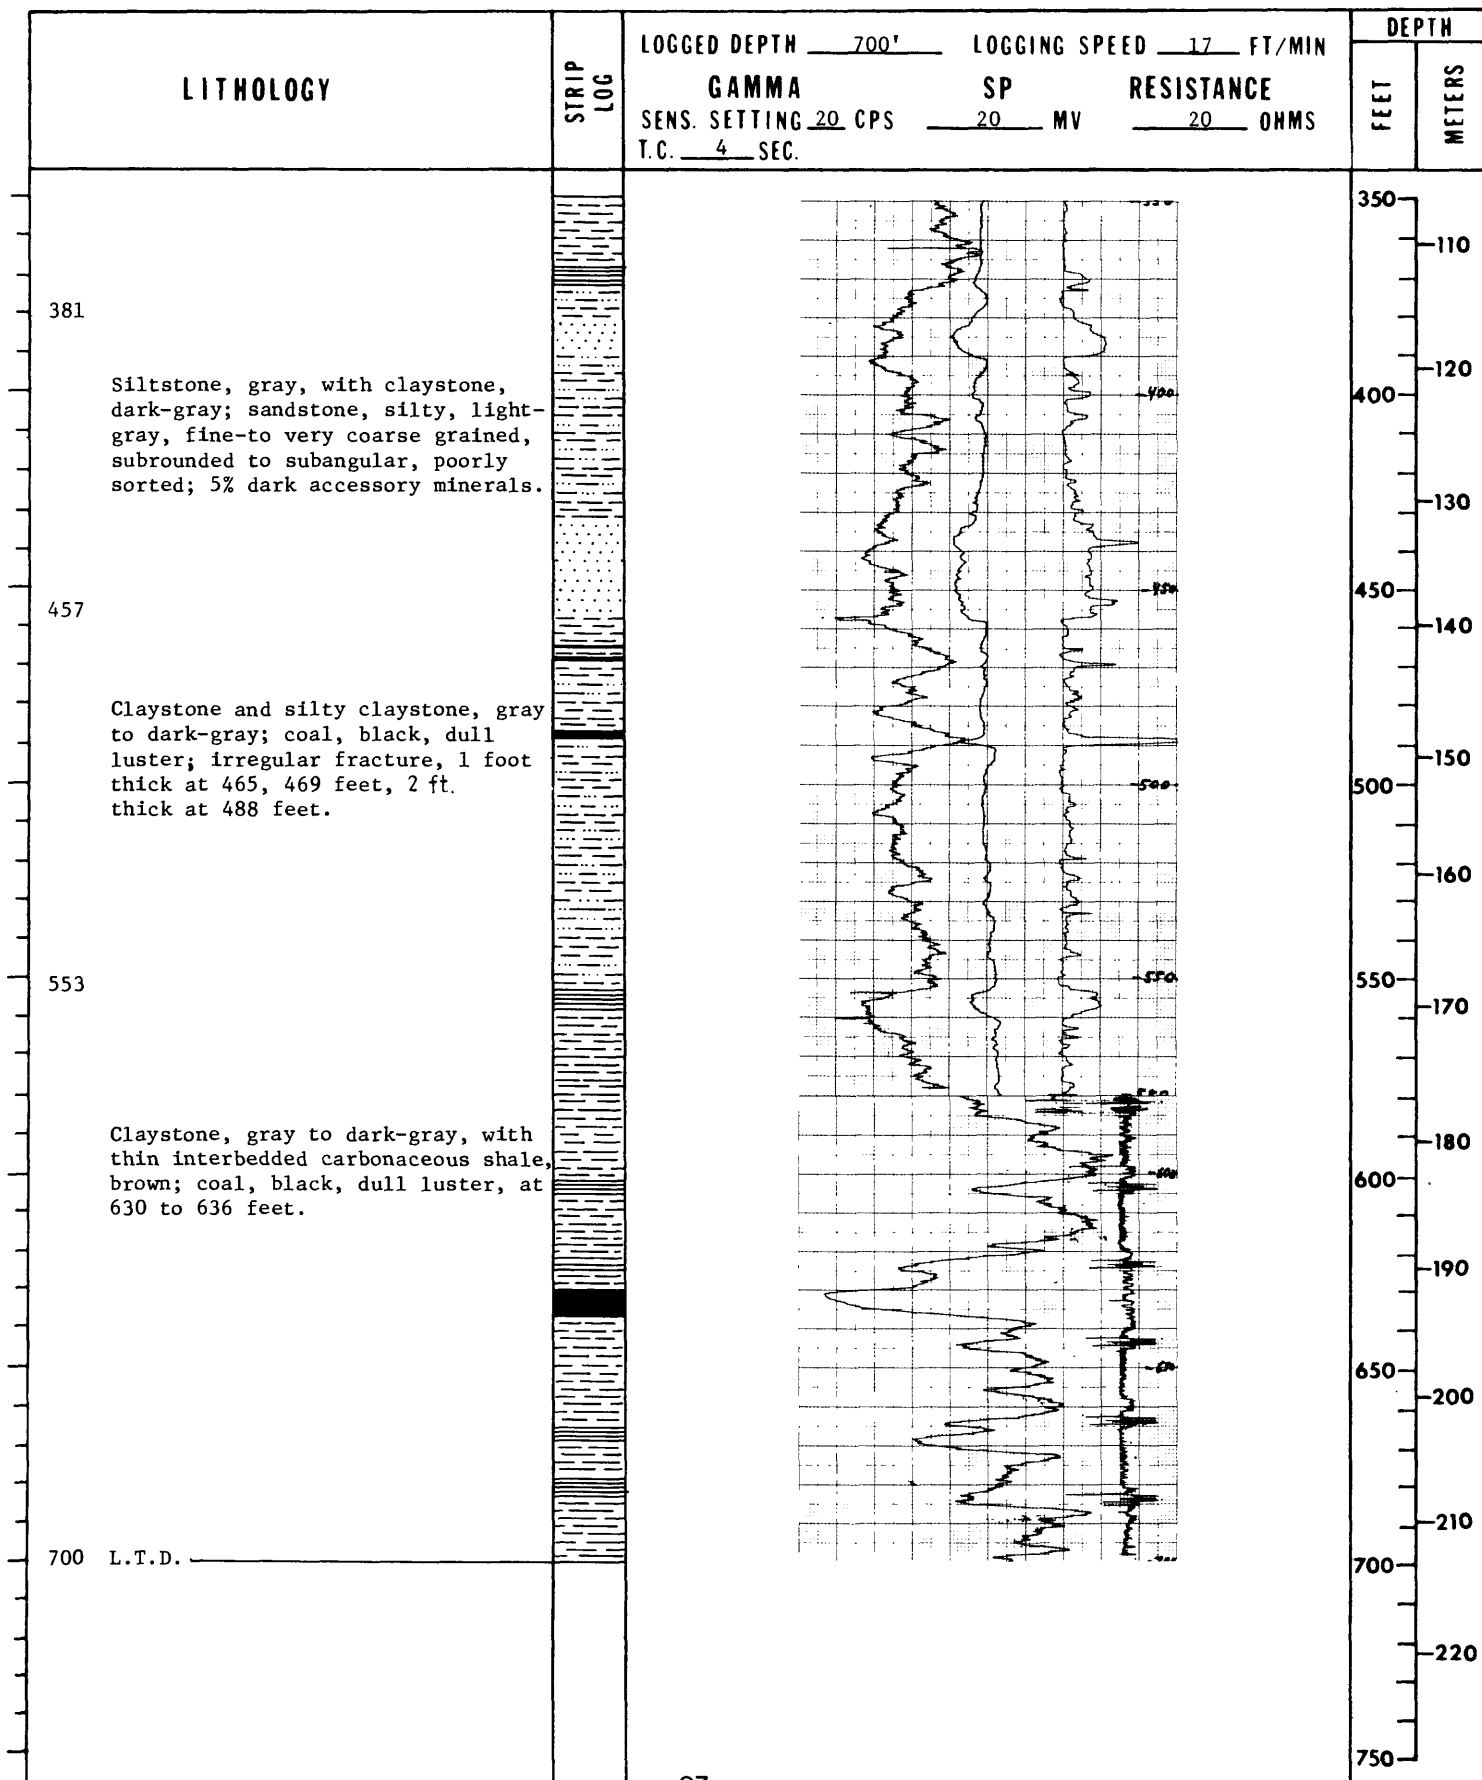 LITHOLOGY
STRIP LOG
LOGGED DEPTH 700' LOGGING SPEED 17 FT/MIN
GAMMA SP RESISTANCE
SENS. SETTING 20 CPS 20 MV 20 OHMS
T.C. 4 SEC.
DEPTH
FEET
METERS
381
Siltstone, gray, with claystone,
dark-gray; sandstone, silty, light-
gray, fine-to very coarse grained,
subrounded to subangular, poorly
sorted; 5% dark accessory minerals.
457
Claystone and silty claystone, gray
to dark-gray; coal, black, dull
luster; irregular fracture, 1 foot
thick at 465, 469 feet, 2 ft.
thick at 488 feet.
553
Claystone, gray to dark-gray, with
thin interbedded carbonaceous shale,
brown; coal, black, dull luster, at
630 to 636 feet.
700 L.T.D.
-400
-450
-500
-550
-600
-650
350
400
450
500
550
600
650
700
750
-110
-120
-130
-140
-150
-160
-170
-180
-190
-200
-210
-220